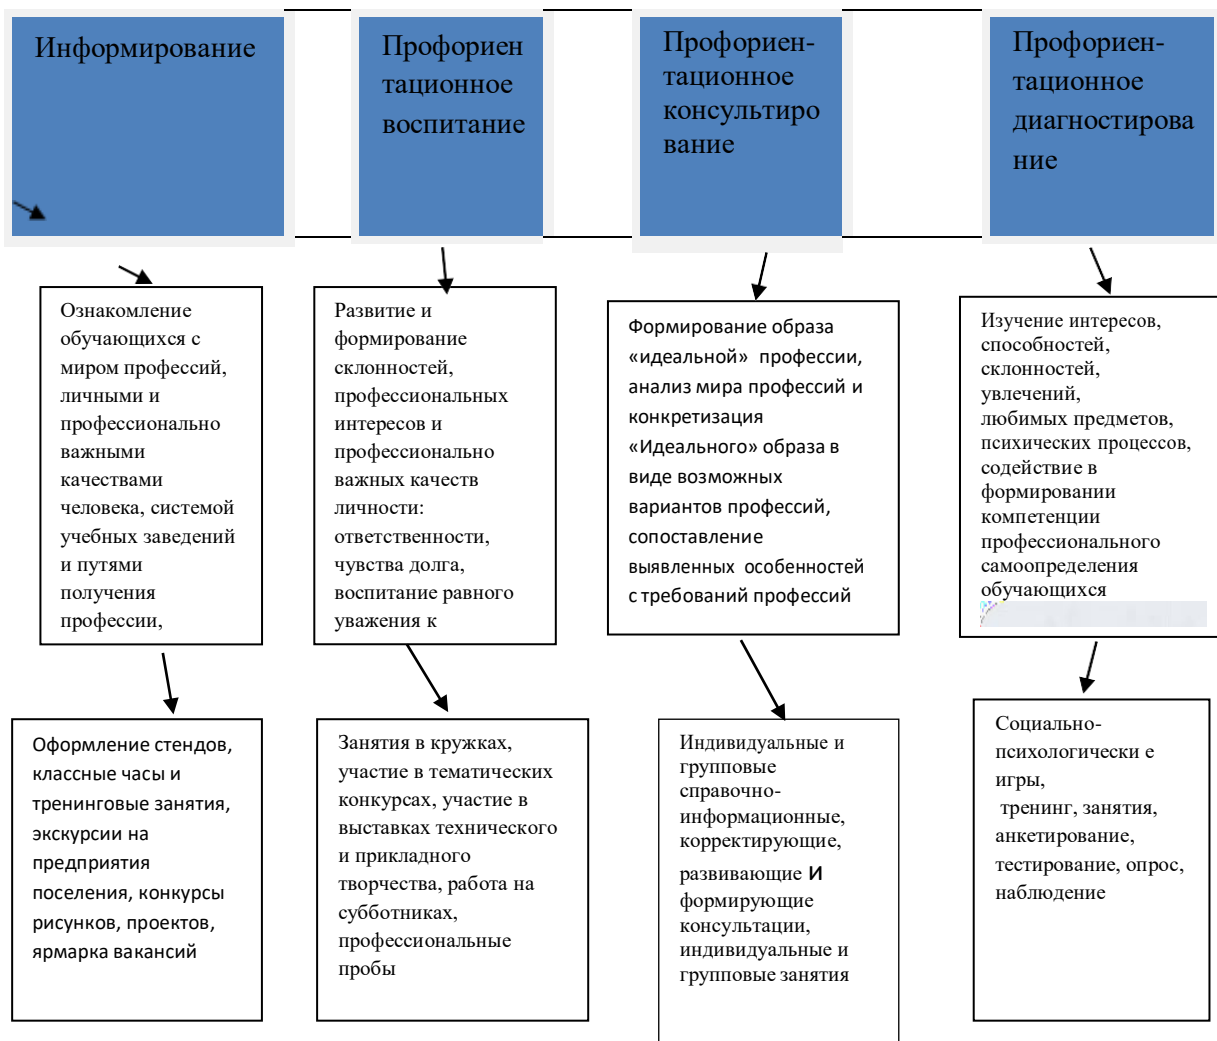 Информирование
Профориен
тационное
воспитание
Профориен-
тационное
консультиро
вание
Профориен-
тационное
диагностирова
ние
Ознакомление
обучающихся с
миром профессий,
личными и
профессионально
важными
качествами
человека, системой
учебных заведений
и путями
получения
профессии,
Развитие и
формирование
склонностей,
профессиональных
интересов и
профессионально
важных качеств
личности:
ответственности,
чувства долга,
воспитание равного
уважения к
Формирование образа
«идеальной» профессии,
анализ мира профессий и
конкретизация
«Идеального» образа в
виде возможных
вариантов профессий,
сопоставление
выявленных особенностей
с требований профессий
Изучение интересов,
способностей,
склонностей,
увлечений,
любимых предметов,
психических процессов,
содействие в
формировании
компетенции
профессионального
самоопределения
обучающихся
Оформление стендов,
классные часы и
тренинговые занятия,
экскурсии на
предприятия
поселения, конкурсы
рисунков, проектов,
ярмарка вакансий
Занятия в кружках,
участие в тематических
конкурсах, участие в
выставках технического
и прикладного
творчества, работа на
субботниках,
профессиональные
пробы
Индивидуальные и
групповые
справочно-
информационные,
корректирующие,
развивающие и
формирующие
консультации,
индивидуальные и
групповые занятия
Социально-
психологически е
игры,
тренинг, занятия,
анкетирование,
тестирование, опрос,
наблюдение